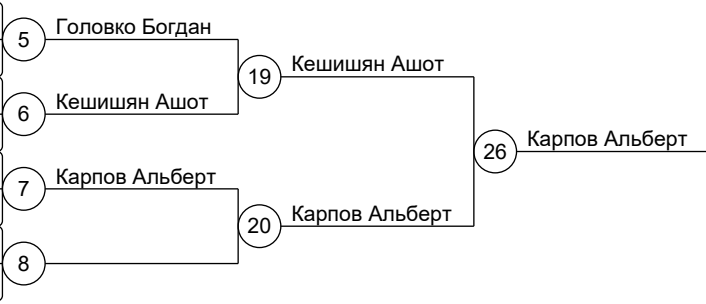 5 Головко Богдан
19 Кешишян Ашот
6 Кешишян Ашот
26 Карпов Альберт
7 Карпов Альберт
20 Карпов Альберт
8